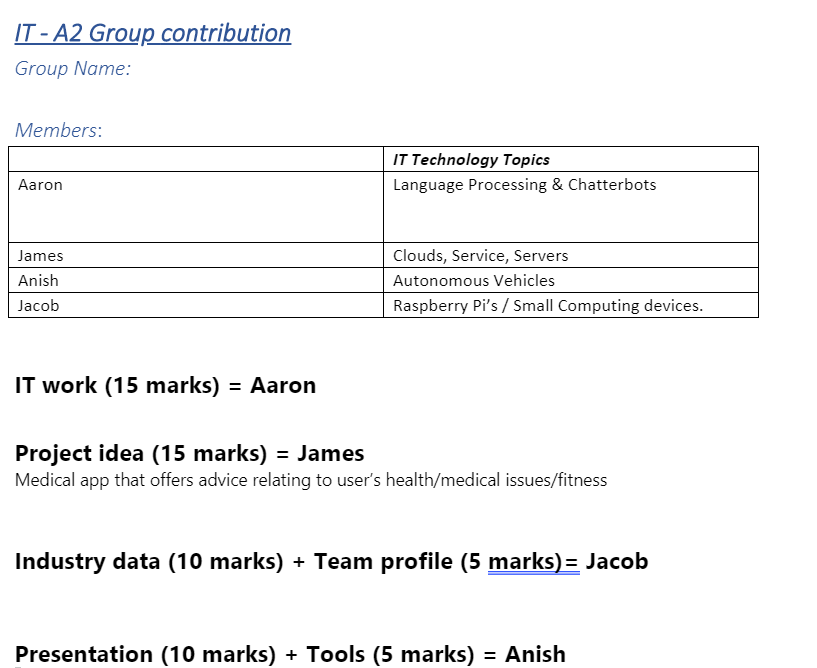 IT - A2 Group contribution
Group Name:
Members:
IT Technology Topics
Aaron Language Processing & Chatterbots
James Clouds, Service, Servers
Anish Autonomous Vehicles
Jacob Raspberry Pi’s / Small Computing devices.
IT work (15 marks) = Aaron
Project idea (15 marks) = James
Medical app that offers advice relating to user’s health/medical issues/fitness
Industry data (10 marks) + Team profile (5 marks)= Jacob
Presentation (10 marks) + Tools (5 marks) = Anish